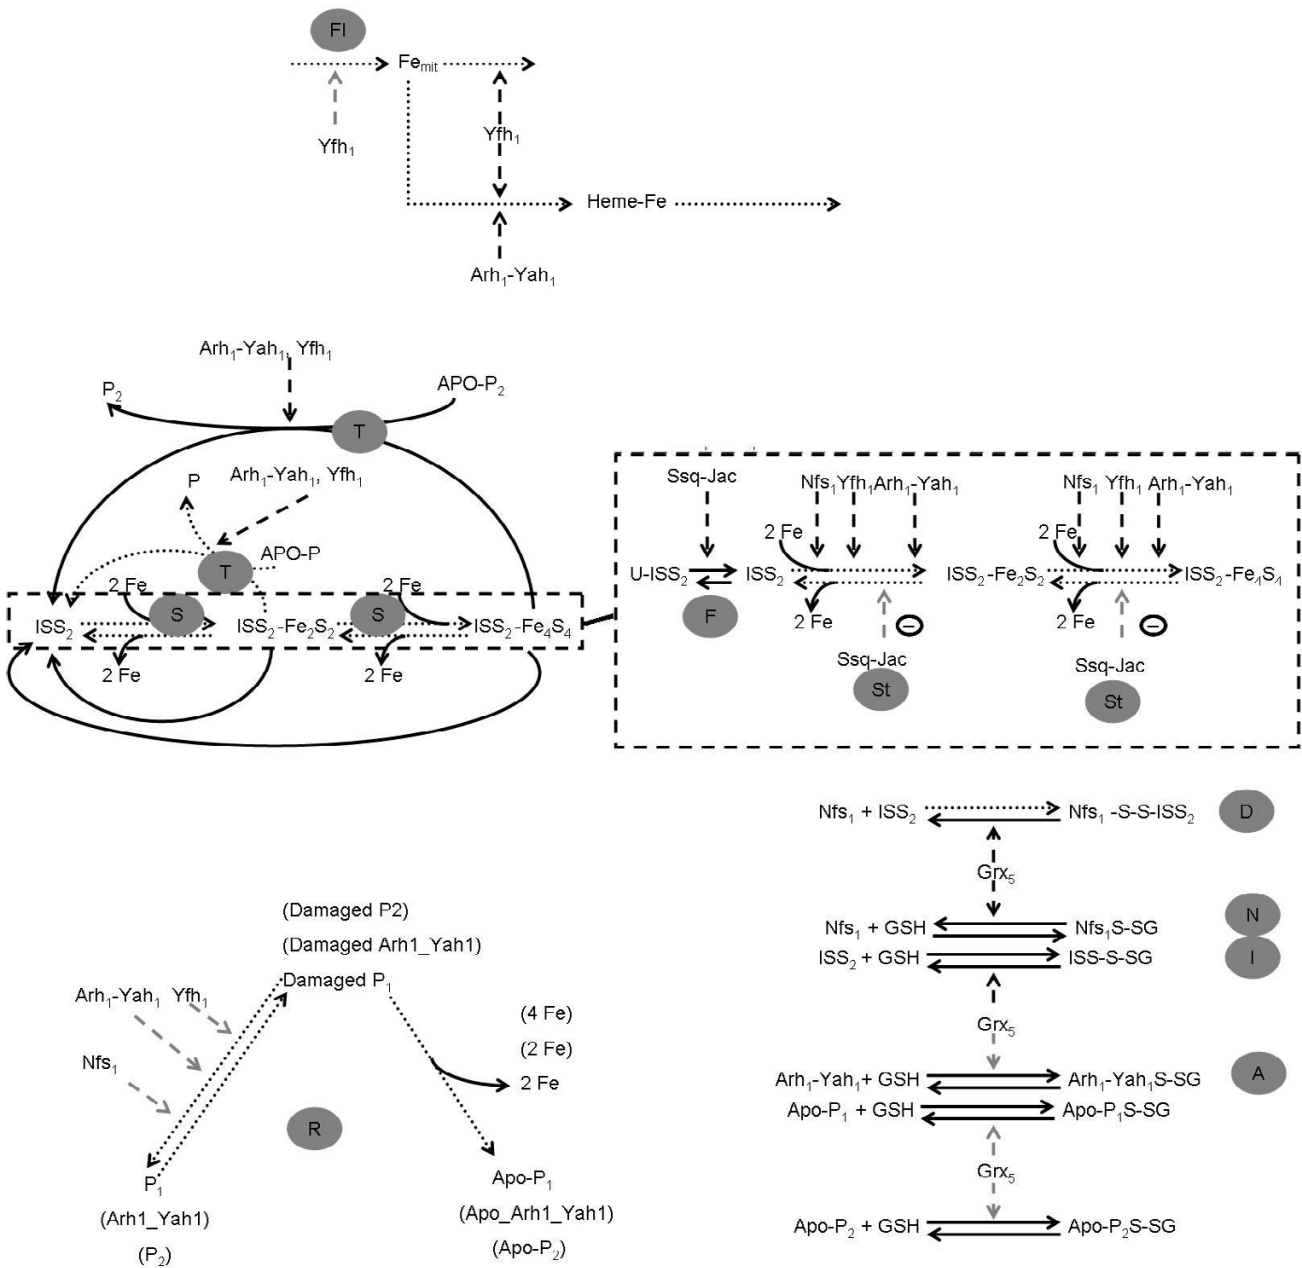 FI
Fe mit
Yfh1
Yfh1
Heme-Fe
Arh1-Yah1
Arh1-Yah1, Yfh1
P2
APO-P2
T
Arh1-Yah1, Yfh1
P
APO-P
T
2 Fe
2 Fe
S
S
ISS2
ISS2-Fe2S2
ISS2-Fe4S4
2 Fe
2 Fe
Ssq-Jac
Nfs1 Yfh1 Arh1-Yah1
Nfs1 Yfh1 Arh1-Yah1
2 Fe
2 Fe
U-ISS2
ISS2
ISS2-Fe2S2
ISS2-Fe4S4
F
2 Fe
2 Fe
−
−
Ssq-Jac
Ssq-Jac
St
St
Nfs1 + ISS2
Nfs1 -S-S-ISS2
D
Grx5
Nfs1 + GSH
Nfs1S-SG
N
ISS2 + GSH
ISS-S-SG
I
Grx5
Arh1-Yah1+ GSH
Arh1-Yah1S-SG
A
Apo-P1 + GSH
Apo-P1S-SG
Grx5
Apo-P2 + GSH
Apo-P2S-SG
(Damaged P2)
(Damaged Arh1_Yah1)
Damaged P1
Arh1-Yah1 Yfh1
Nfs1
(4 Fe)
(2 Fe)
2 Fe
R
P1
(Arh1_Yah1)
(P2)
Apo-P1
(Apo_Arh1_Yah1)
(Apo-P2)